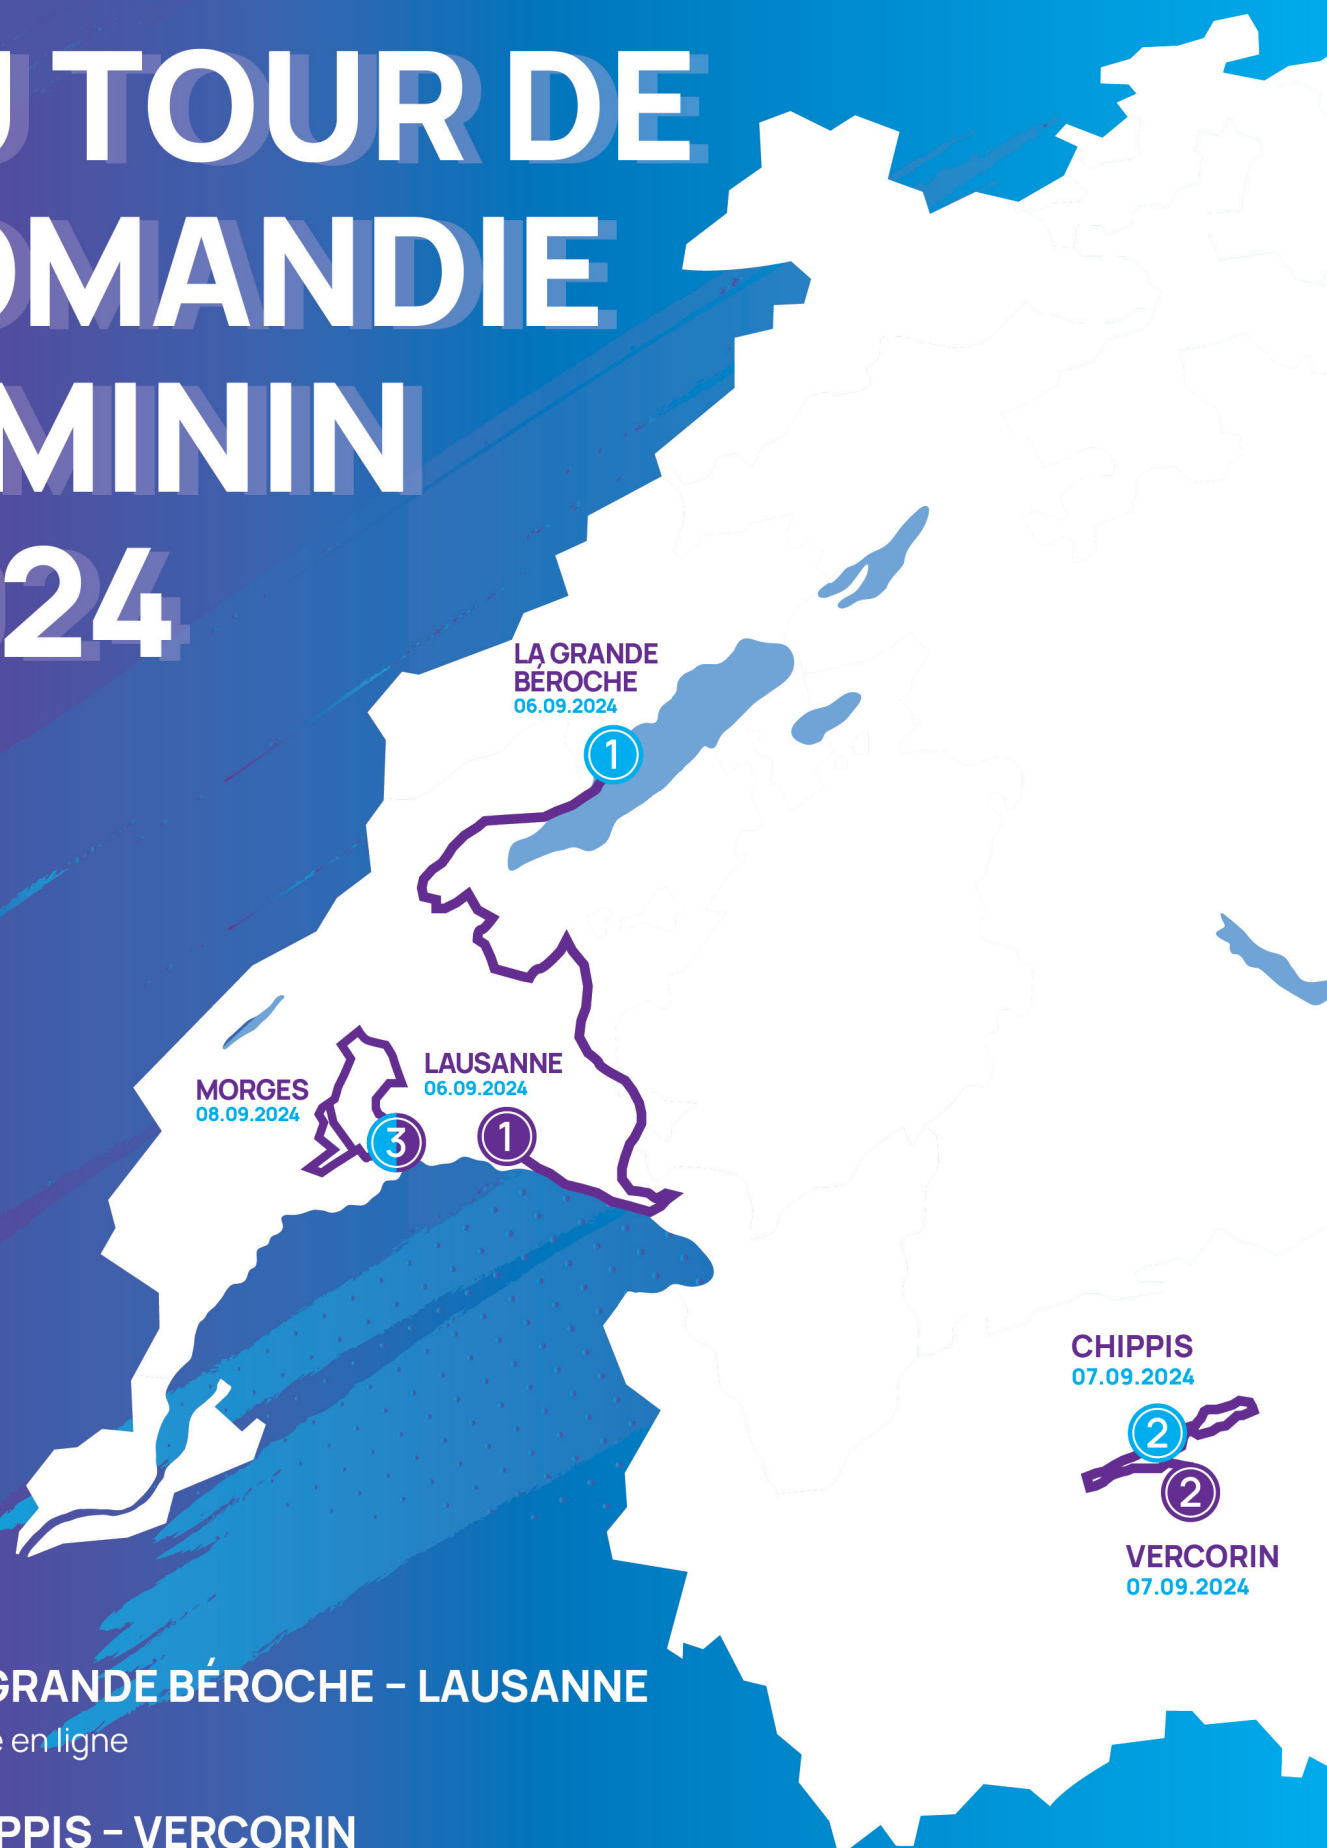 U TOUR DE
OMANDIE
MININ
24
LA GRANDE
BÉROCHE
06.09.2024
1
MORGES
08.09.2024
3
LAUSANNE
06.09.2024
1
CHIPPIS
07.09.2024
2
2
VERCORIN
07.09.2024
GRANDE BÉROCHE – LAUSANNE
e en ligne
PPIS – VERCORIN